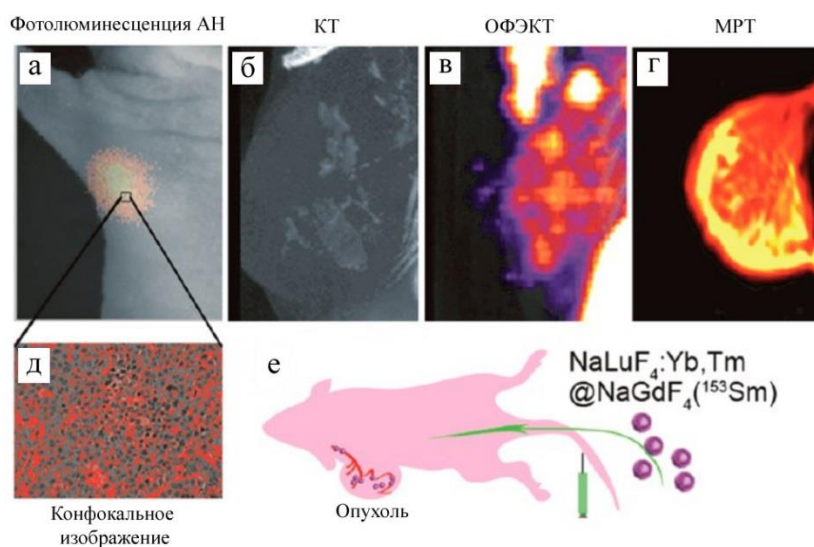 Фотолюминесценция АН
КТ
ОФЭКТ
МРТ
а
б
в
г
д
е
NaLuF₄:Yb,Tm
@NaGdF₄(¹⁵³Sm)
Опухоль
Конфокальное
изображение